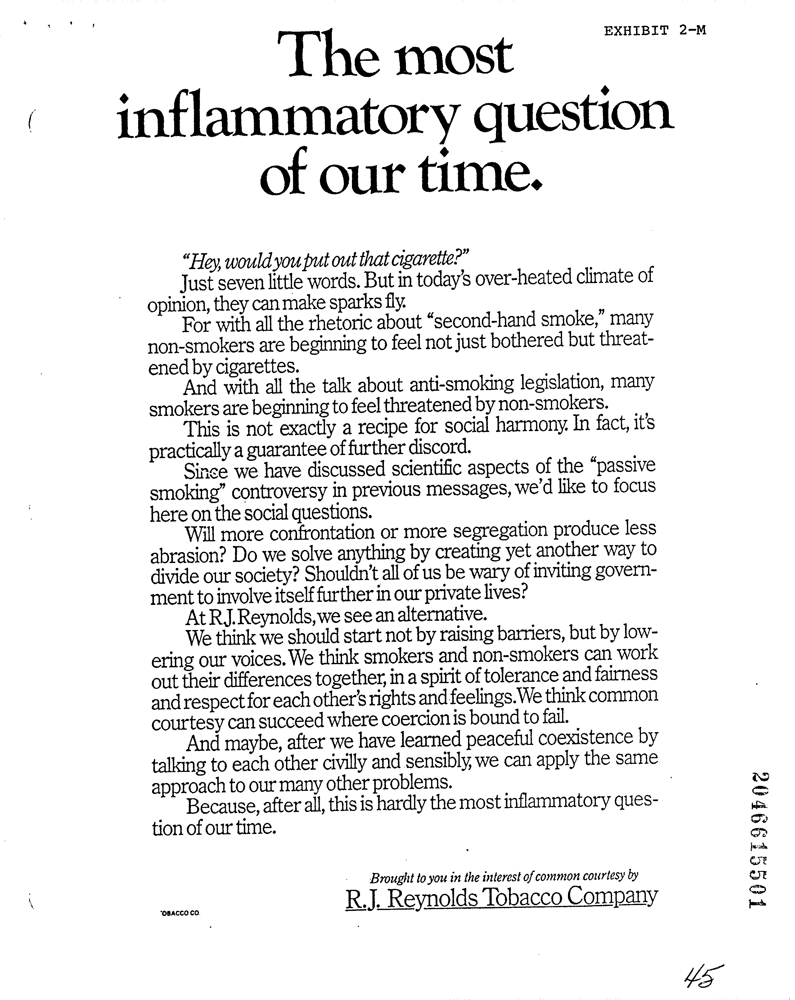 EXHIBIT 2-M
The most
inflammatory question
of our time.
“Hey, would you put out that cigarette?”
Just seven little words. But in today's over-heated climate of
opinion, they can make sparks fly.
For with all the rhetoric about “second-hand smoke,” many
non-smokers are beginning to feel not just bothered but threat-
ened by cigarettes.
And with all the talk about anti-smoking legislation, many
smokers are beginning to feel threatened by non-smokers.
This is not exactly a recipe for social harmony. In fact, it's
practically a guarantee of further discord.
Since we have discussed scientific aspects of the “passive
smoking” controversy in previous messages, we'd like to focus
here on the social questions.
Will more confrontation or more segregation produce less
abrasion? Do we solve anything by creating yet another way to
divide our society? Shouldn't all of us be wary of inviting govern-
ment to involve itself further in our private lives?
At R.J. Reynolds, we see an alternative.
We think we should start not by raising barriers, but by low-
ering our voices. We think smokers and non-smokers can work
out their differences together, in a spirit of tolerance and fairness
and respect for each other's rights and feelings. We think common
courtesy can succeed where coercion is bound to fail.
And maybe, after we have learned peaceful coexistence by
talking to each other civilly and sensibly, we can apply the same
approach to our many other problems.
Because, after all, this is hardly the most inflammatory ques-
tion of our time.
Brought to you in the interest of common courtesy by
R.J. Reynolds Tobacco Company
TOBACCO CO.
2046615501
45